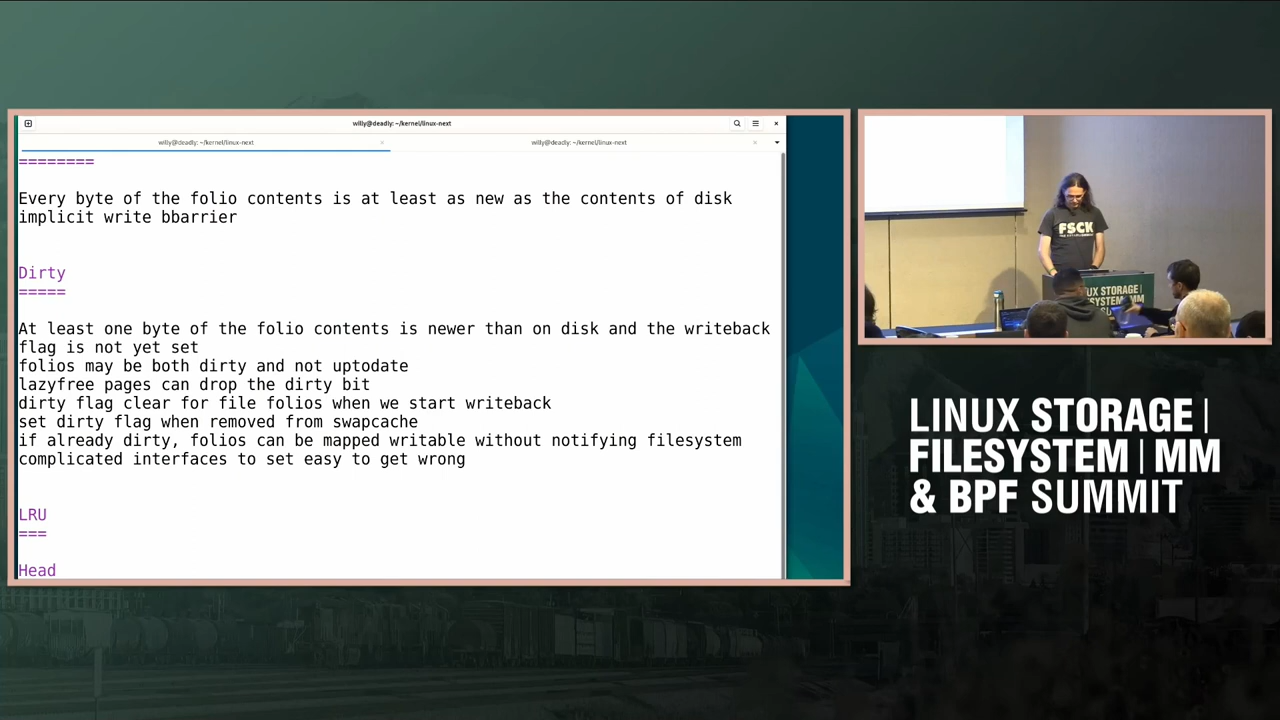 willy@deadly: ~/kernel/linux-next
willy@deadly: ~/kernel/linux-next
willy@deadly: ~/kernel/linux-next
========
Every byte of the folio contents is at least as new as the contents of disk
implicit write bbarrier
Dirty
=====
At least one byte of the folio contents is newer than on disk and the writeback
flag is not yet set
folios may be both dirty and not uptodate
lazyfree pages can drop the dirty bit
dirty flag clear for file folios when we start writeback
set dirty flag when removed from swapcache
if already dirty, folios can be mapped writable without notifying filesystem
complicated interfaces to set easy to get wrong
LRU
===
Head
FSCK
LINUX STORAGE |
FILESYSTEM | MM
LINUX STORAGE |
FILESYSTEM | MM
& BPF SUMMIT